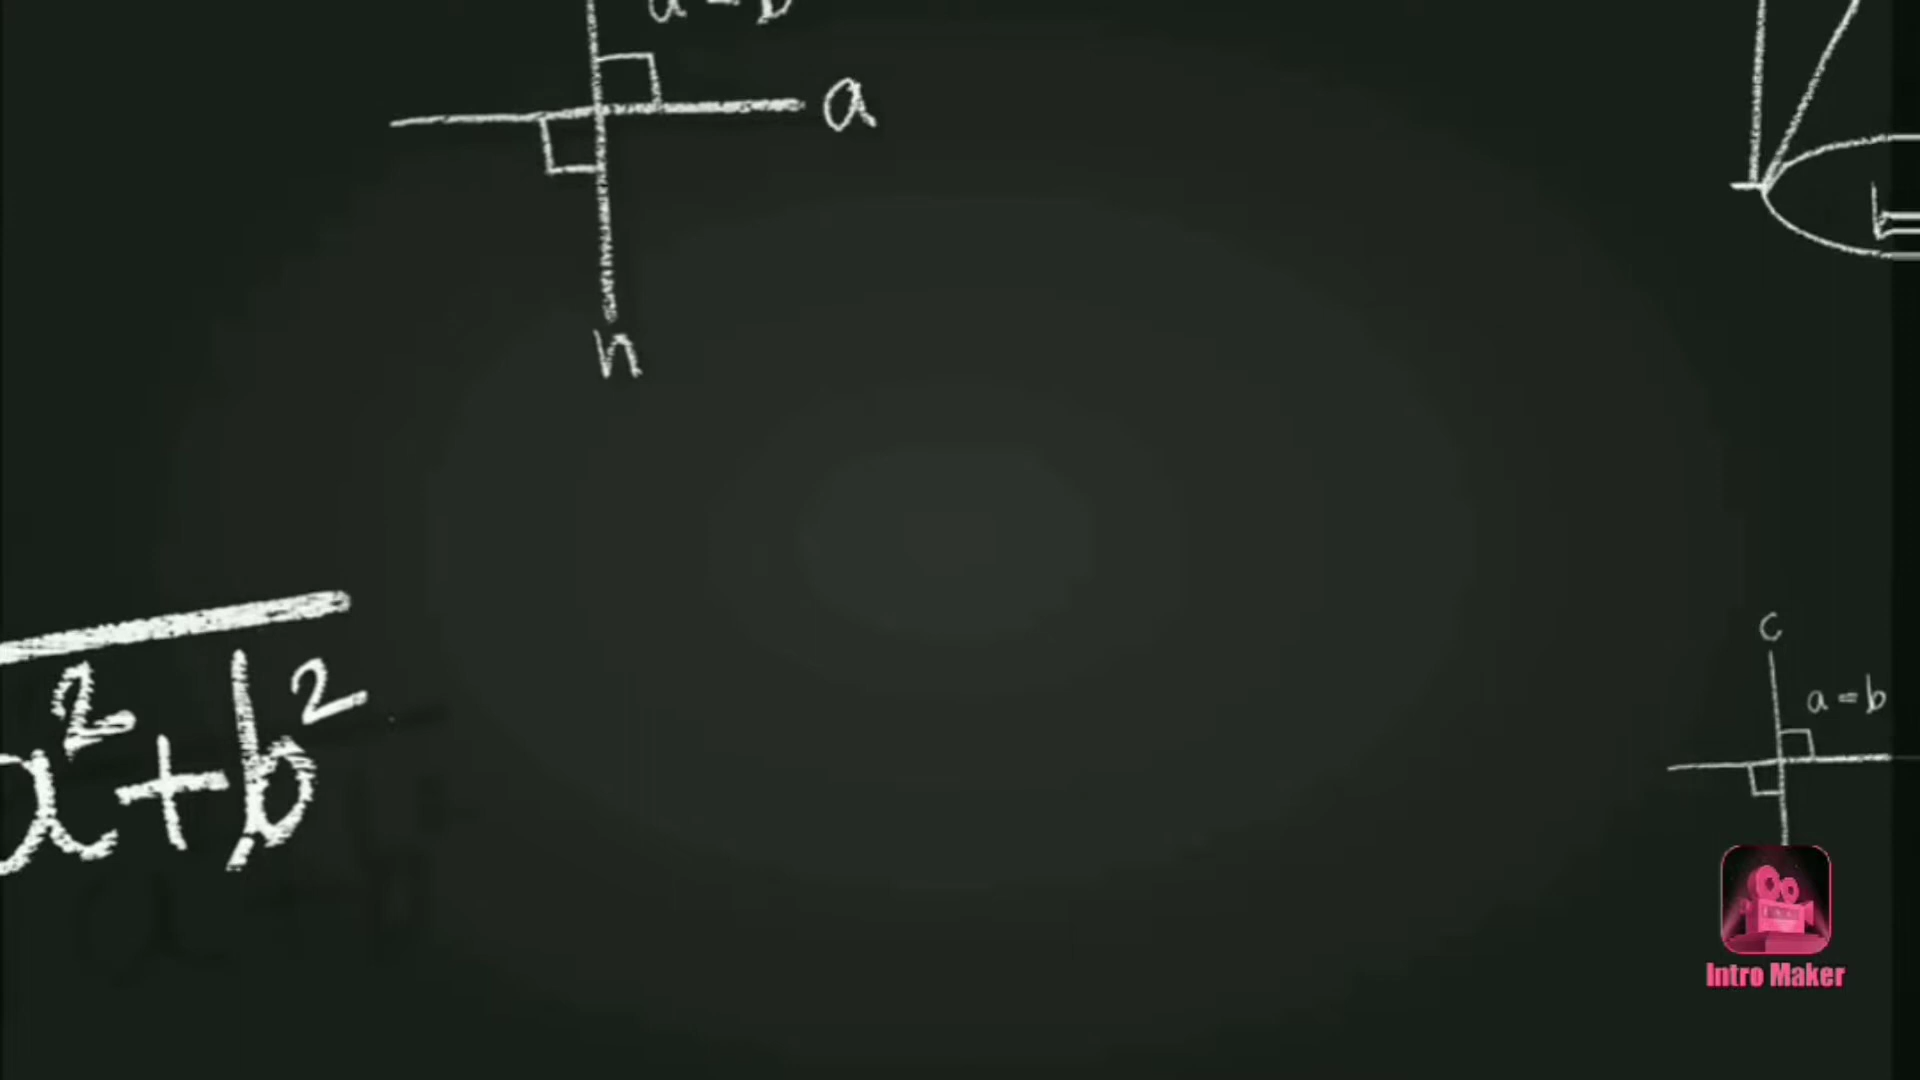 a = b
a
n
a²+b²
c
a = b
Intro Maker